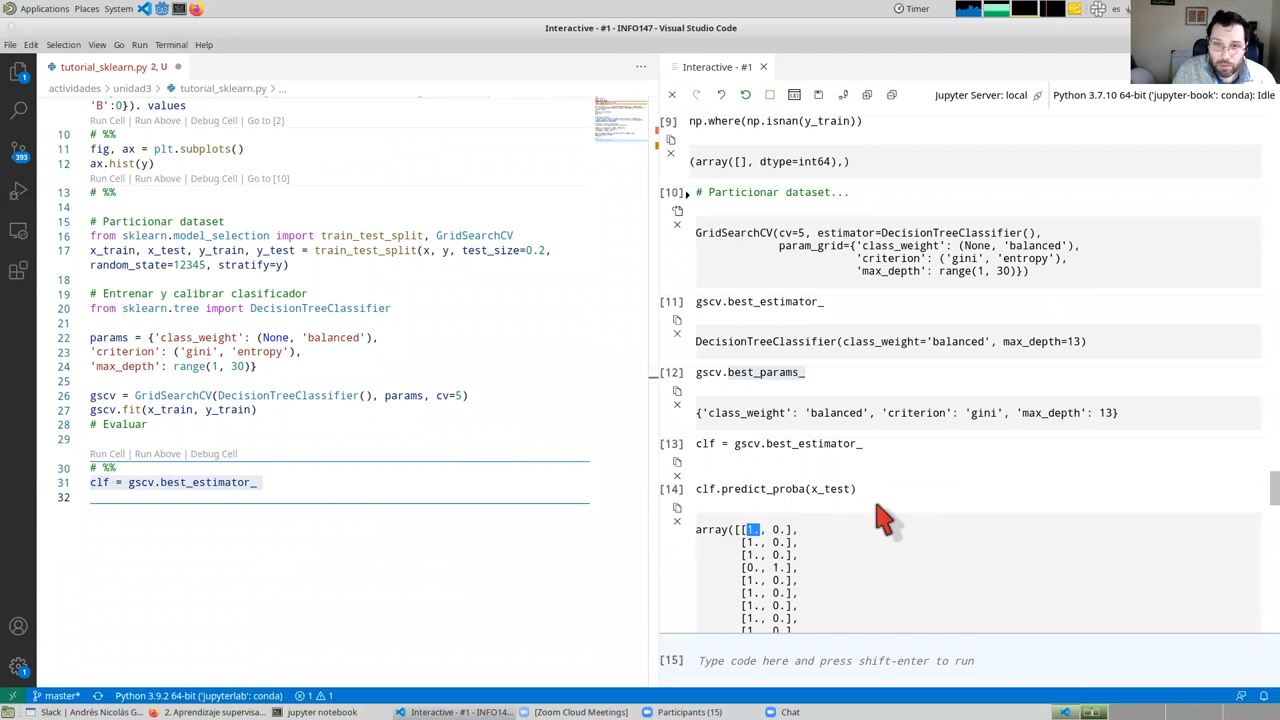 Applications Places System
Timer
es
Interactive - #1 - INFO147 - Visual Studio Code
File Edit Selection View Go Run Terminal Help
tutorial_sklearn.py 2, U
actividades > unidad3 > tutorial_sklearn.py > ...
'B':0}). values
Run Cell | Run Above | Debug Cell | Go to [2]
10 # %%
11 fig, ax = plt.subplots()
12 ax.hist(y)
Run Cell | Run Above | Debug Cell | Go to [10]
13 # %%
14
15 # Particionar dataset
16 from sklearn.model_selection import train_test_split, GridSearchCV
17 x_train, x_test, y_train, y_test = train_test_split(x, y, test_size=0.2,
random_state=12345, stratify=y)
18
19 # Entrenar y calibrar clasificador
20 from sklearn.tree import DecisionTreeClassifier
21
22 params = {'class_weight': (None, 'balanced'),
23 'criterion': ('gini', 'entropy'),
24 'max_depth': range(1, 30)}
25
26 gscv = GridSearchCV(DecisionTreeClassifier(), params, cv=5)
27 gscv.fit(x_train, y_train)
28 # Evaluar
29
Run Cell | Run Above | Debug Cell
30 # %%
31 clf = gscv.best_estimator_
32
Interactive - #1
Jupyter Server: local Python 3.7.10 64-bit ('jupyter-book': conda): Idle
[9] np.where(np.isnan(y_train))
(array([], dtype=int64),)
[10] # Particionar dataset...
GridSearchCV(cv=5, estimator=DecisionTreeClassifier(),
param_grid={'class_weight': (None, 'balanced'),
'criterion': ('gini', 'entropy'),
'max_depth': range(1, 30)})
[11] gscv.best_estimator_
DecisionTreeClassifier(class_weight='balanced', max_depth=13)
[12] gscv.best_params_
{'class_weight': 'balanced', 'criterion': 'gini', 'max_depth': 13}
[13] clf = gscv.best_estimator_
[14] clf.predict_proba(x_test)
array([[1., 0.],
[1., 0.],
[1., 0.],
[0., 1.],
[1., 0.],
[1., 0.],
[1., 0.],
[1., 0.],
[1., 0.],
[15] Type code here and press shift-enter to run
1
393
1
master* Python 3.9.2 64-bit ('jupyterlab': conda) 1 1
Slack | Andrés Nicolás G... 2. Aprendizaje supervisa... jupyter notebook Interactive - #1 - INFO14... [Zoom Cloud Meetings] Participants (15) Chat